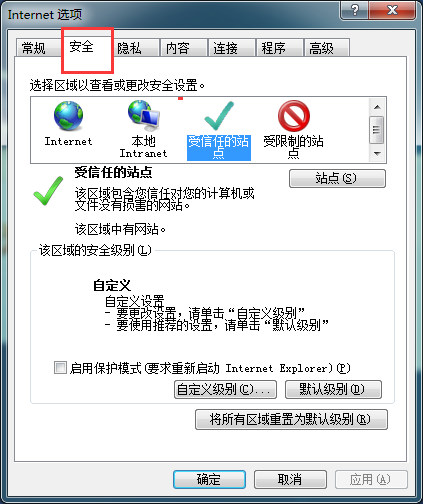 Internet 选项
常规 安全 隐私 内容 连接 程序 高级
选择区域以查看或更改安全设置。
Internet 本地 受信任的站 受限制的站
Intranet 点 点
受信任的站点
站点(S)
该区域包含您信任对您的计算机或
文件没有损害的网站。
该区域中有网站。
该区域的安全级别(L)
自定义
自定义设置
- 要更改设置，请单击“自定义级别”
- 要使用推荐的设置，请单击“默认级别”
启用保护模式(要求重新启动 Internet Explorer)(P)
自定义级别(C)... 默认级别(D)
将所有区域重置为默认级别(R)
确定 取消 应用(A)